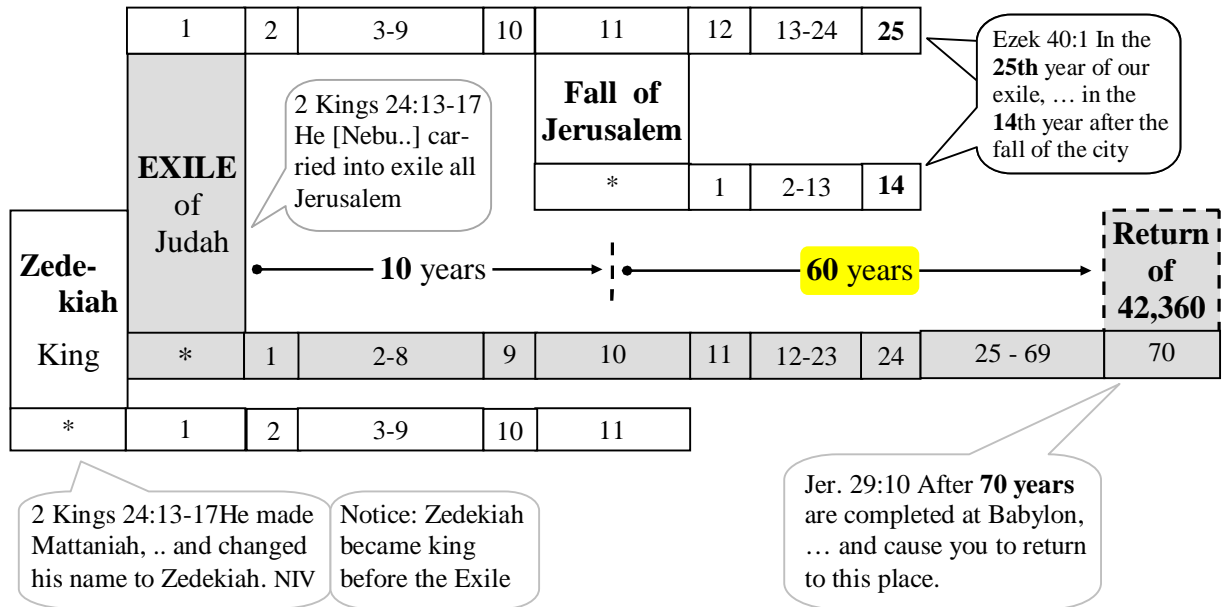 1 2 3-9 10 11 12 13-24 25
Ezek 40:1 In the
25th year of our
exile, … in the
14th year after the
fall of the city
2 Kings 24:13-17
He [Nebu..] car-
ried into exile all
Jerusalem
Fall of
Jerusalem
* 1 2-13 14
EXILE
of
Judah
Zede-
kiah
King
10 years
60 years
Return
of
42,360
* 1 2-8 9 10 11 12-23 24 25 - 69 70
* 1 2 3-9 10 11
2 Kings 24:13-17He made
Mattaniah, .. and changed
his name to Zedekiah. NIV
Notice: Zedekiah
became king
before the Exile
Jer. 29:10 After 70 years
are completed at Babylon,
… and cause you to return
to this place.